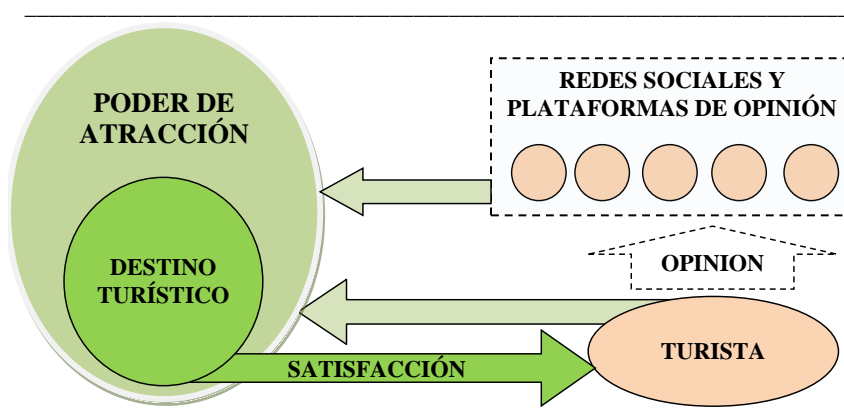 PODER DE
ATRACCIÓN
REDES SOCIALES Y
PLATAFORMAS DE OPINIÓN
DESTINO
TURÍSTICO
OPINION
TURISTA
SATISFACCIÓN